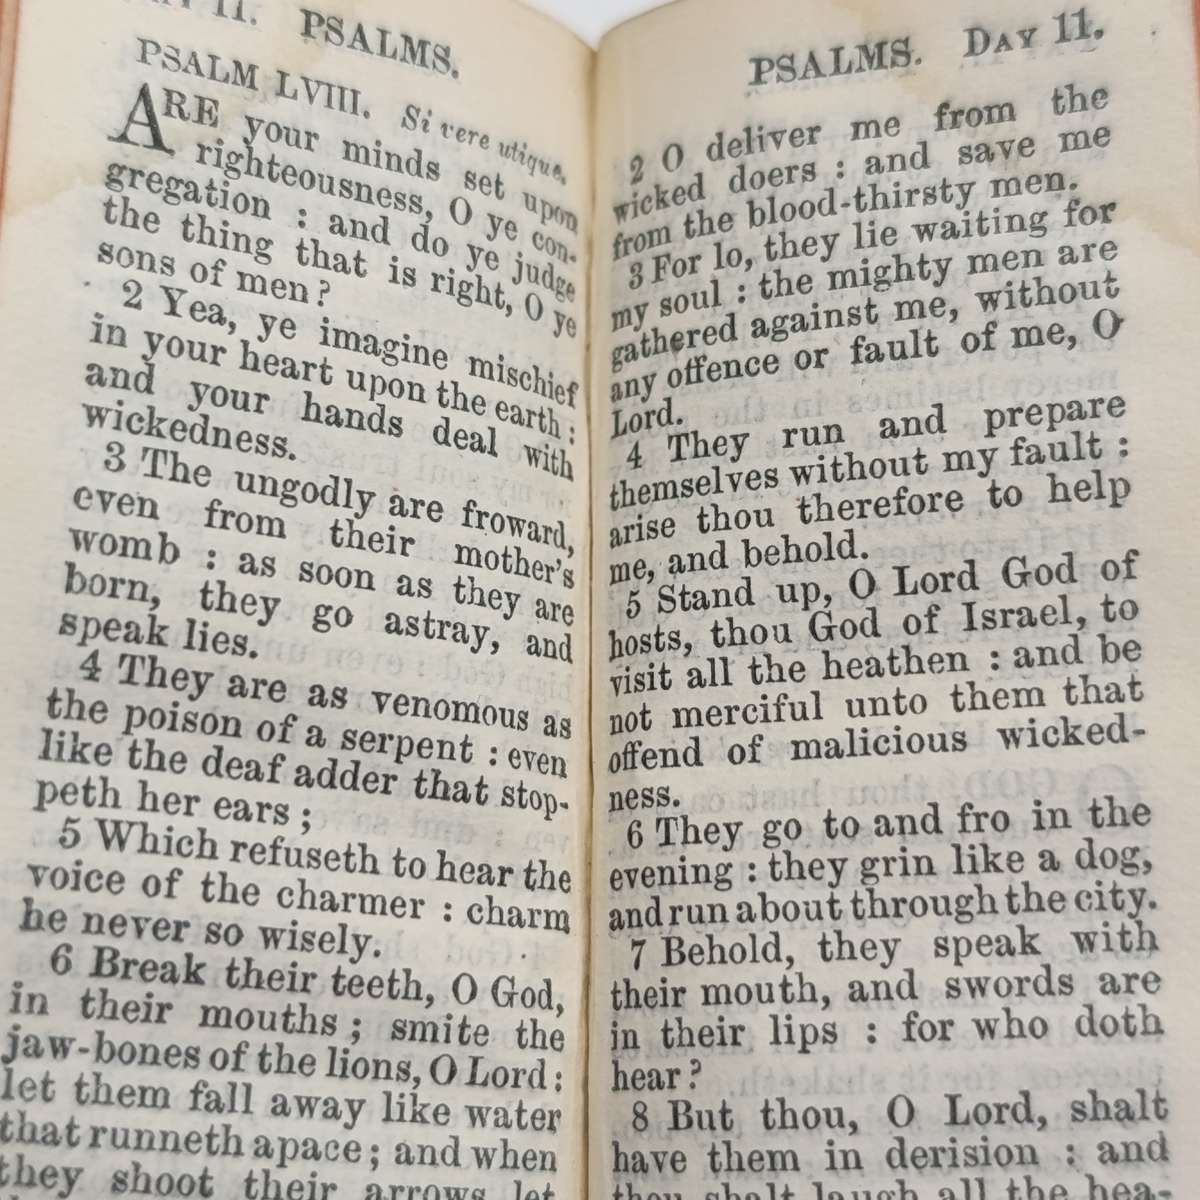 11. PSALMS.
PSALM LVIII. Si vere utique.
ARE your minds set upon
righteousness, O ye con-
gregation : and do ye judge
the thing that is right, O ye
sons of men?
2 Yea, ye imagine mischief
in your heart upon the earth :
and your hands deal with
wickedness.
3 The ungodly are froward,
even from their mother's
womb : as soon as they are
born, they go astray, and
speak lies.
4 They are as venomous as
the poison of a serpent : even
like the deaf adder that stop-
peth her ears ;
5 Which refuseth to hear the
voice of the charmer : charm
he never so wisely.
6 Break their teeth, O God,
in their mouths ; smite the
jaw-bones of the lions, O Lord :
let them fall away like water
that runneth apace ; and when
they shoot their arrows let
PSALMS. DAY 11.
2 O deliver me from the
wicked doers : and save me
from the blood-thirsty men.
3 For lo, they lie waiting for
my soul : the mighty men are
gathered against me, without
any offence or fault of me, O
Lord.
4 They run and prepare
themselves without my fault :
arise thou therefore to help
me, and behold.
5 Stand up, O Lord God of
hosts, thou God of Israel, to
visit all the heathen : and be
not merciful unto them that
offend of malicious wicked-
ness.
6 They go to and fro in the
evening : they grin like a dog,
and run about through the city.
7 Behold, they speak with
their mouth, and swords are
in their lips : for who doth
hear?
8 But thou, O Lord, shalt
have them in derision : and
thou shalt laugh all the hea-